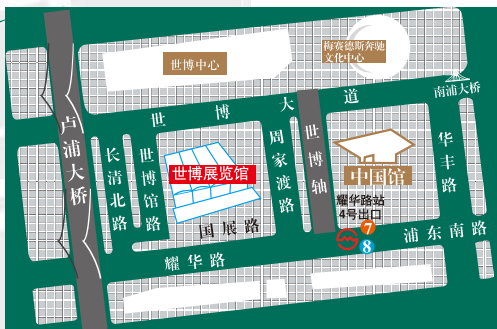 世博中心
梅赛德斯奔驰
文化中心
南浦大桥
世博大道
卢浦大桥
长清北路
世博馆路
世博展览馆
周家渡路
世博轴
中国馆
华丰路
国展路
耀华路站
4号出口
7
8
浦东南路
耀华路